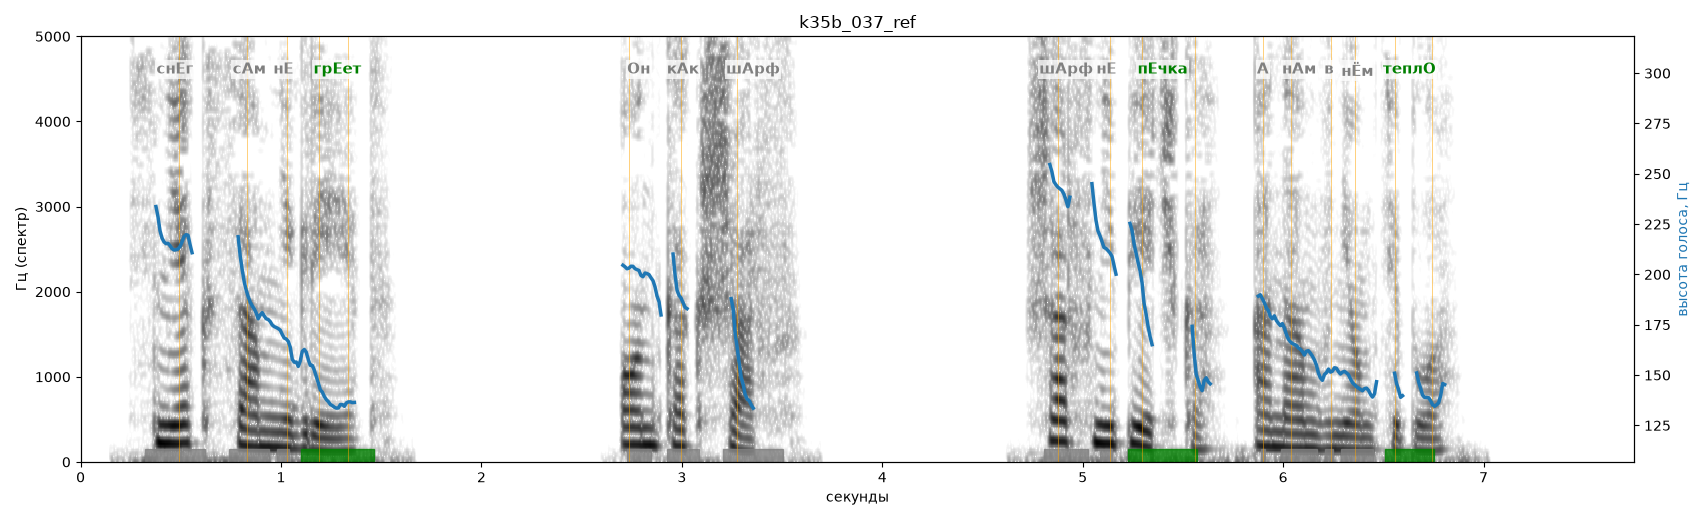 k35b_037_ref
снЕг сАм нЕ грЕет Он кАк шАрф шАрф нЕ пЕчка А нАм в нЁм теплО
5000
4000
3000
2000
1000
0
Гц (спектр)
300
275
250
225
200
175
150
125
высота голоса, Гц
0 1 2 3 4 5 6 7
секунды